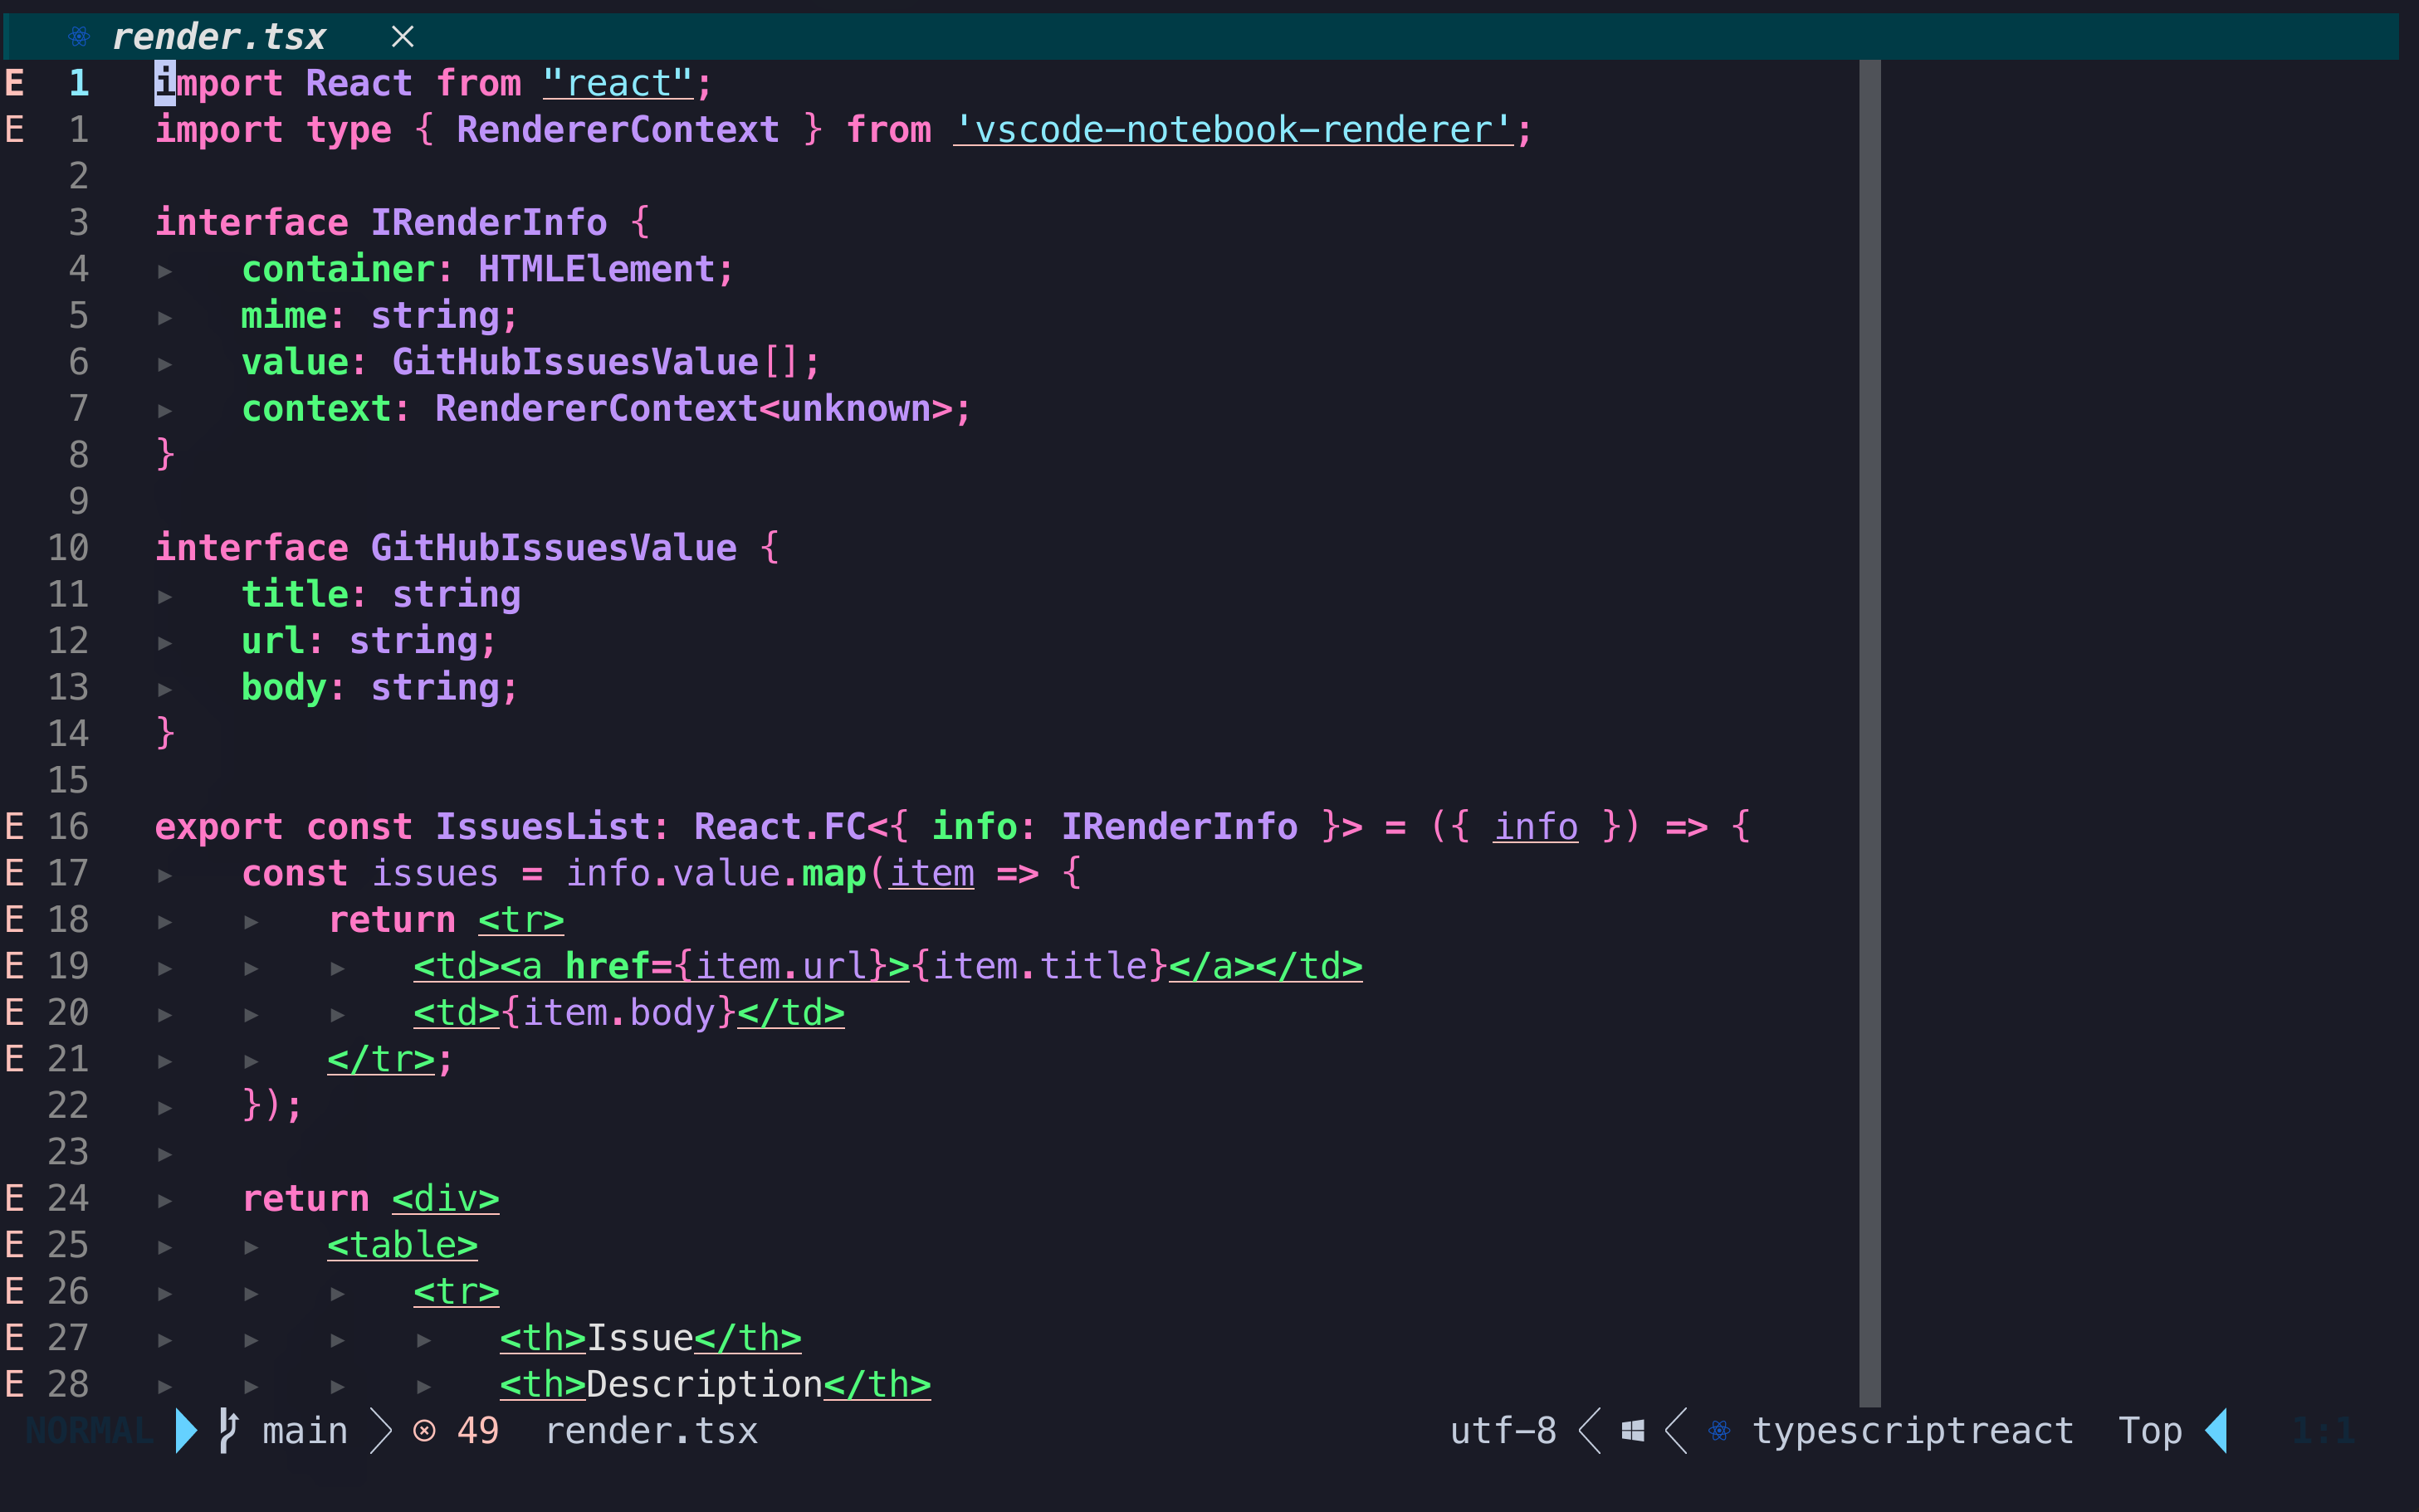 render.tsx ×
E 1 import React from "react";
E 1 import type { RendererContext } from 'vscode-notebook-renderer';
2
3 interface IRenderInfo {
4 ▸ container: HTMLElement;
5 ▸ mime: string;
6 ▸ value: GitHubIssuesValue[];
7 ▸ context: RendererContext<unknown>;
8 }
9
10 interface GitHubIssuesValue {
11 ▸ title: string
12 ▸ url: string;
13 ▸ body: string;
14 }
15
E 16 export const IssuesList: React.FC<{ info: IRenderInfo }> = ({ info }) => {
E 17 ▸ const issues = info.value.map(item => {
E 18 ▸ ▸ return <tr>
E 19 ▸ ▸ ▸ <td><a href={item.url}>{item.title}</a></td>
E 20 ▸ ▸ ▸ <td>{item.body}</td>
E 21 ▸ ▸ </tr>;
22 ▸ });
23 ▸
E 24 ▸ return <div>
E 25 ▸ ▸ <table>
E 26 ▸ ▸ ▸ <tr>
E 27 ▸ ▸ ▸ ▸ <th>Issue</th>
E 28 ▸ ▸ ▸ ▸ <th>Description</th>
NORMAL main 49 render.tsx utf-8 typescriptreact Top 1:1